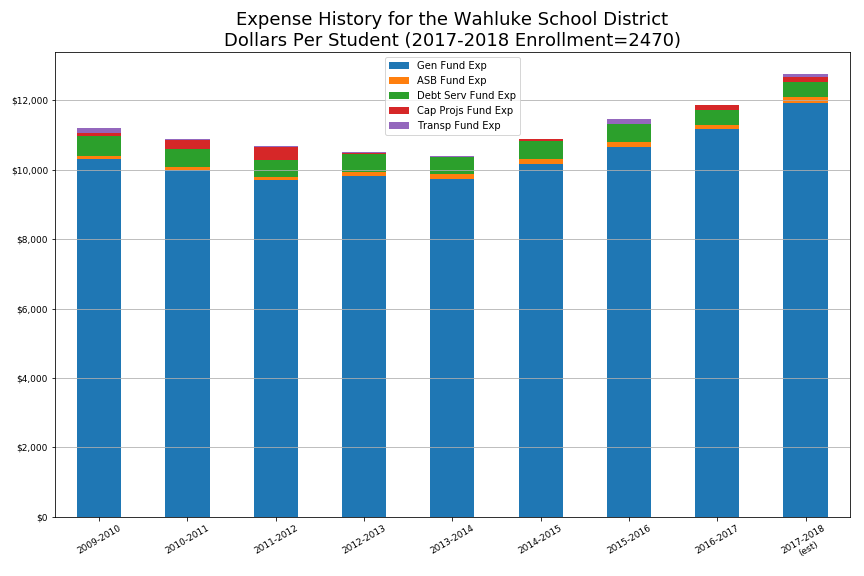 Expense History for the Wahluke School District
Dollars Per Student (2017-2018 Enrollment=2470)
Gen Fund Exp
ASB Fund Exp
Debt Serv Fund Exp
Cap Projs Fund Exp
Transp Fund Exp
$12,000
$10,000
$8,000
$6,000
$4,000
$2,000
$0
2009-2010
2010-2011
2011-2012
2012-2013
2013-2014
2014-2015
2015-2016
2016-2017
2017-2018
(est)